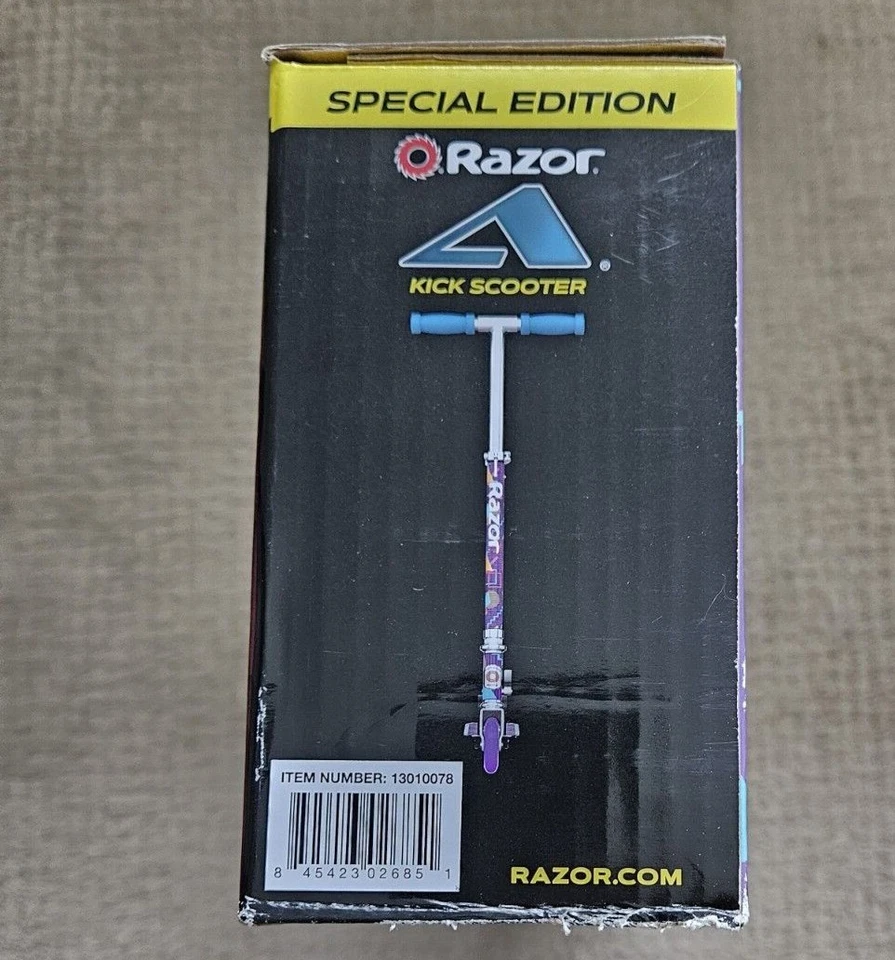 SPECIAL EDITION
Razor®
®
KICK SCOOTER
Razor
ITEM NUMBER: 13010078
8 45423 02685 1
RAZOR.COM